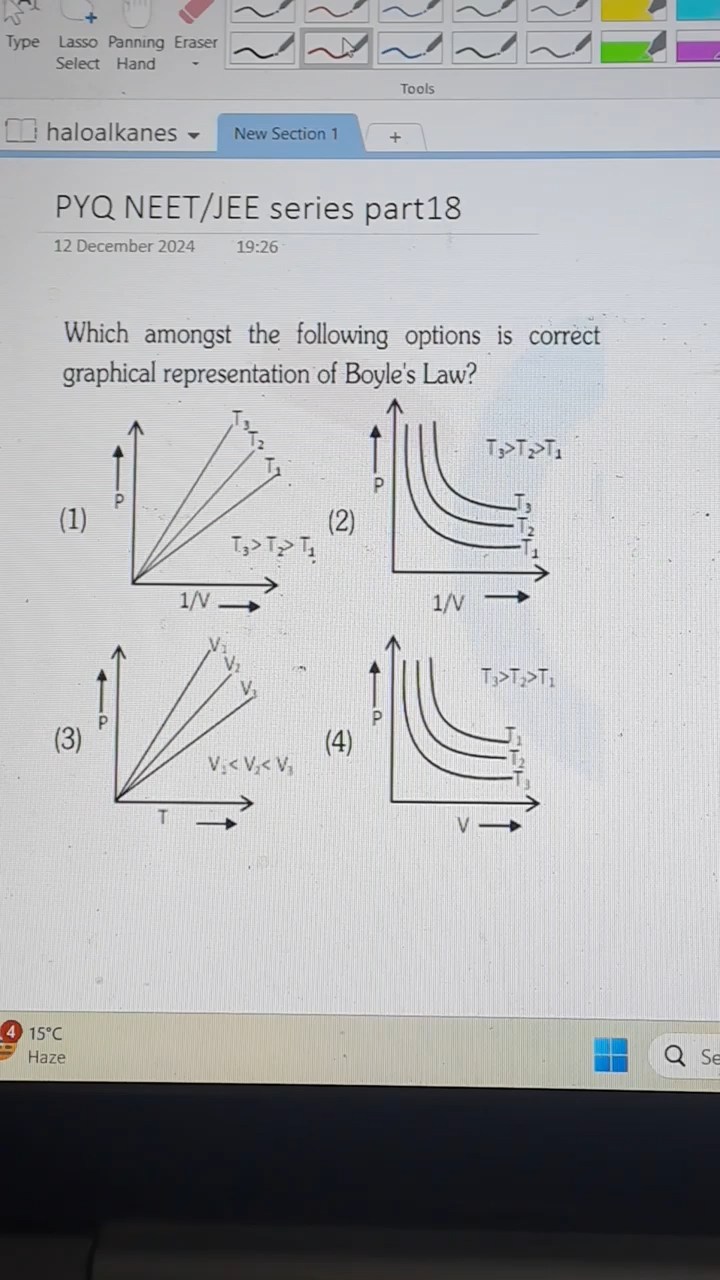 Type
Lasso Select
Panning Hand
Eraser
Tools
haloalkanes
New Section 1
+
PYQ NEET/JEE series part18
12 December 2024 19:26
Which amongst the following options is correct
graphical representation of Boyle's Law?
(1)
P
T₃
T₂
T₁
T₃>T₂>T₁
1/V
(2)
P
T₃>T₂>T₁
T₃
T₂
T₁
1/V
(3)
P
V₁
V₂
V₃
V₁<V₂<V₃
T
(4)
P
T₃>T₂>T₁
T₁
T₂
T₃
V
4
15°C
Haze
Se